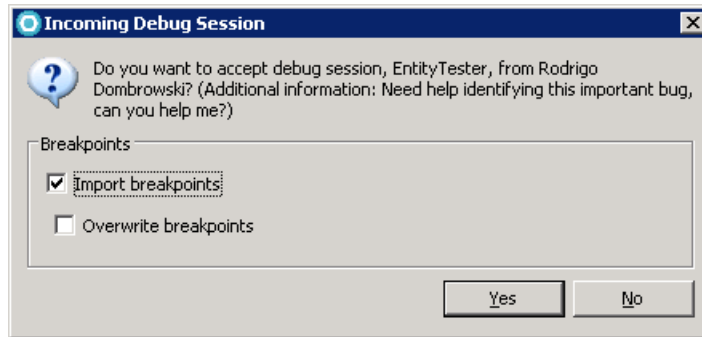 Incoming Debug Session
Do you want to accept debug session, EntityTester, from Rodrigo
Dombrowski? (Additional information: Need help identifying this important bug,
can you help me?)
Breakpoints
Import breakpoints
Overwrite breakpoints
Yes No